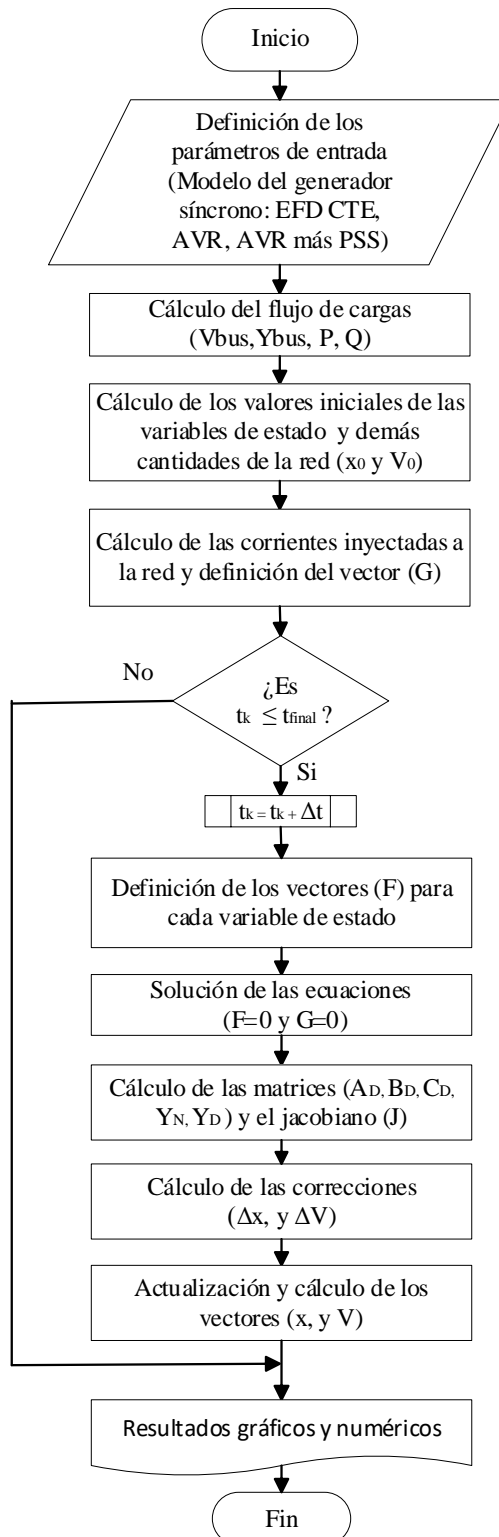 Inicio
Definición de los
parámetros de entrada
(Modelo del generador
síncrono: EFD CTE,
AVR, AVR más PSS)
Cálculo del flujo de cargas
(Vbus,Ybus, P, Q)
Cálculo de los valores iniciales de las
variables de estado y demás
cantidades de la red (x0 y V0)
Cálculo de las corrientes inyectadas a
la red y definición del vector (G)
No
¿Es
tk ≤ tfinal ?
Si
tk = tk + Δt
Definición de los vectores (F) para
cada variable de estado
Solución de las ecuaciones
(F=0 y G=0)
Cálculo de las matrices (AD, BD, CD,
YN, YD ) y el jacobiano (J)
Cálculo de las correcciones
(Δx, y ΔV)
Actualización y cálculo de los
vectores (x, y V)
Resultados gráficos y numéricos
Fin